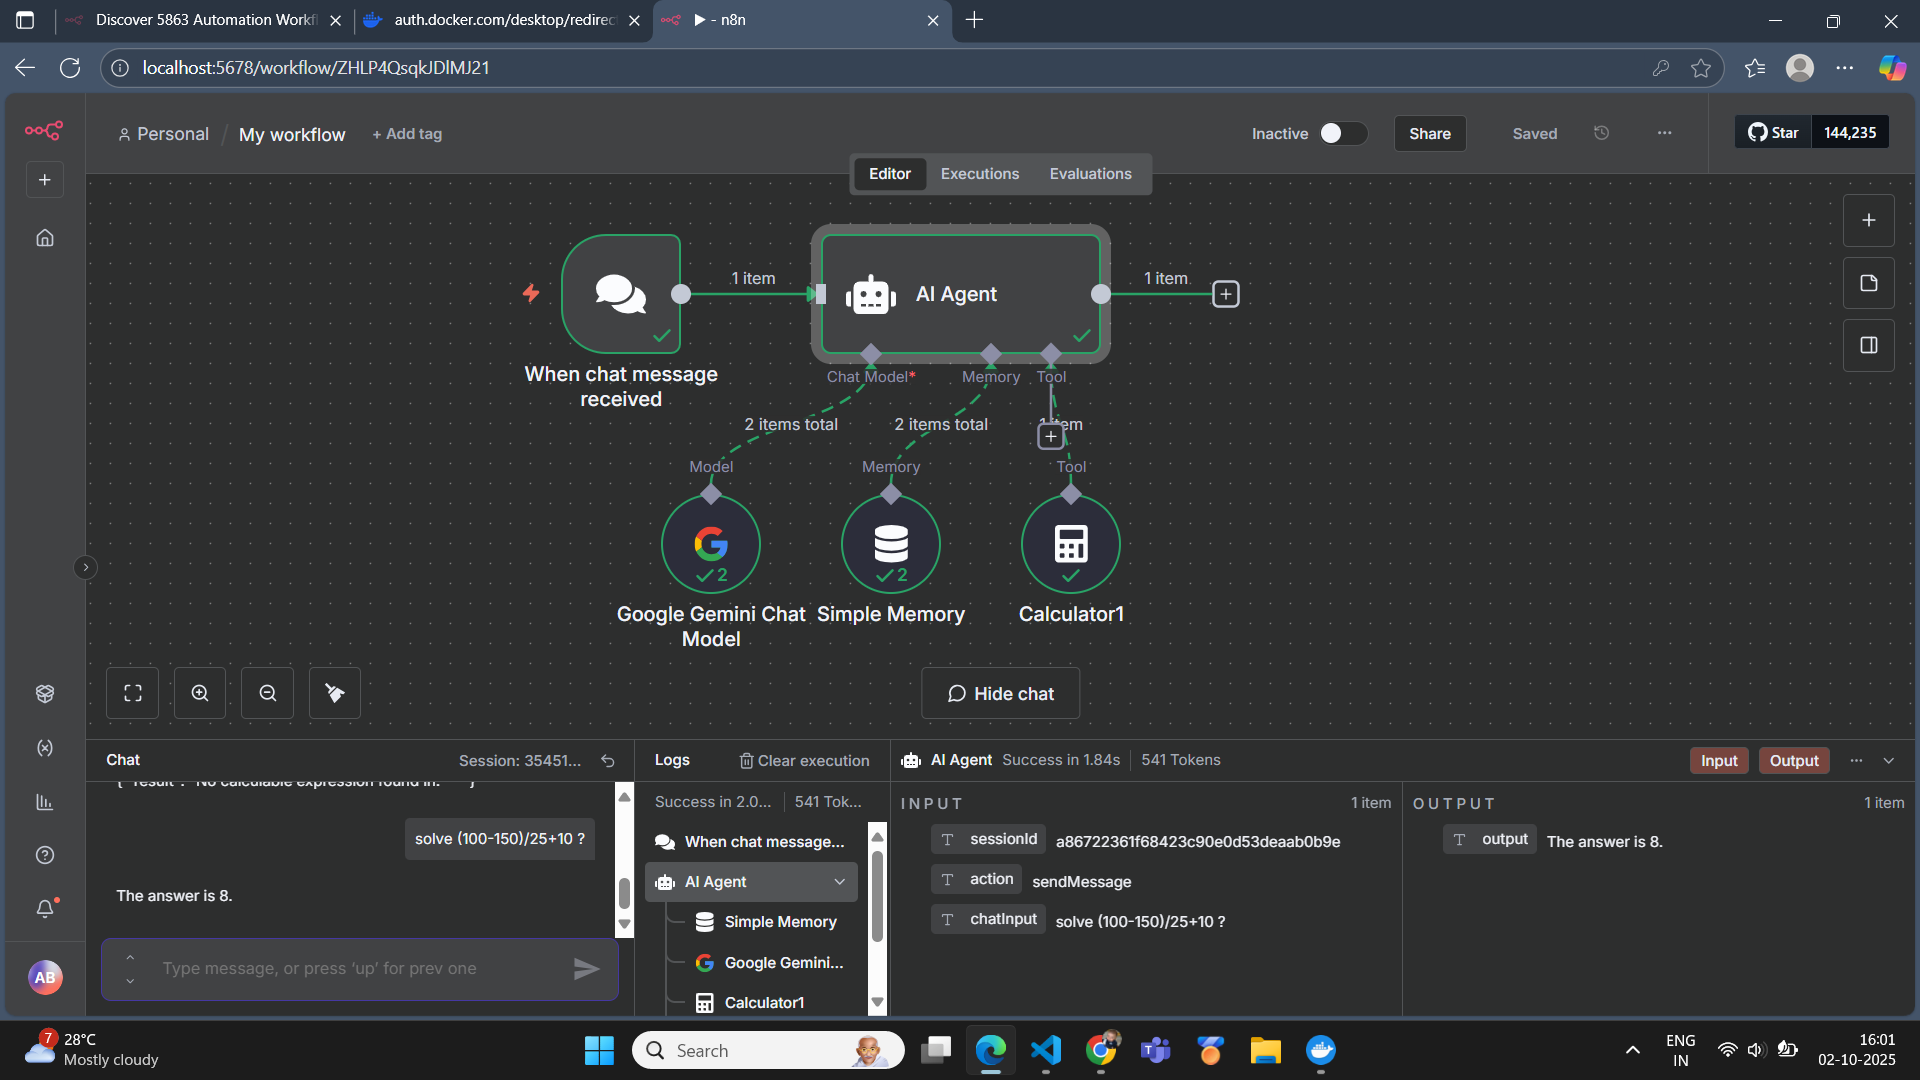 Discover 5863 Automation Workfl
auth.docker.com/desktop/redirec
▶ - n8n
localhost:5678/workflow/ZHLP4QsqkJDlMJ21
Personal / My workflow + Add tag
Inactive
Share
Saved
Star 144,235
Editor Executions Evaluations
1 item
AI Agent
1 item
When chat message
received
Chat Model*
Memory
Tool
2 items total
2 items total
Model
Memory
Tool
2
2
Google Gemini Chat
Model
Simple Memory
Calculator1
Hide chat
Chat
Session: 35451...
solve (100-150)/25+10 ?
The answer is 8.
Type message, or press ‘up’ for prev one
Logs
Clear execution
Success in 2.0...
541 Tok...
When chat message...
AI Agent
Simple Memory
Google Gemini...
Calculator1
AI Agent Success in 1.84s 541 Tokens
Input
Output
INPUT
1 item
T sessionId a86722361f68423c90e0d53deaab0b9e
T action sendMessage
T chatInput solve (100-150)/25+10 ?
OUTPUT
1 item
T output The answer is 8.
AB
7
28°C
Mostly cloudy
Search
ENG
IN
16:01
02-10-2025